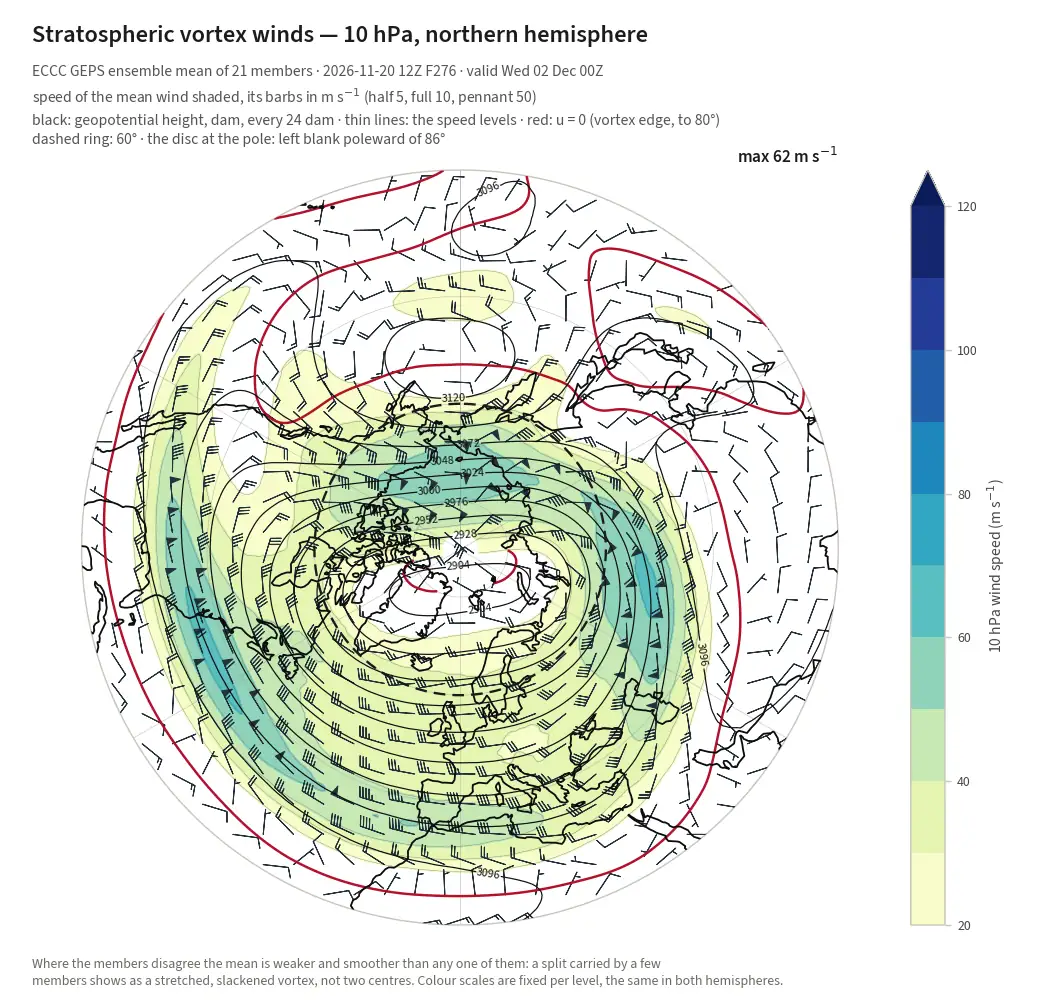 Stratospheric vortex winds — 10 hPa, northern hemisphere
ECCC GEPS ensemble mean of 21 members · 2026-11-20 12Z F276 · valid Wed 02 Dec 00Z
speed of the mean wind shaded, its barbs in m s⁻¹ (half 5, full 10, pennant 50)
black: geopotential height, dam, every 24 dam · thin lines: the speed levels · red: u = 0 (vortex edge, to 80°)
dashed ring: 60° · the disc at the pole: left blank poleward of 86°
max 62 m s⁻¹
3096
3120
3072
3048
3024
3000
2976
2952
2928
2904
2904
3096
3096
120
100
80
60
40
20
10 hPa wind speed (m s⁻¹)
Where the members disagree the mean is weaker and smoother than any one of them: a split carried by a few
members shows as a stretched, slackened vortex, not two centres. Colour scales are fixed per level, the same in both hemispheres.